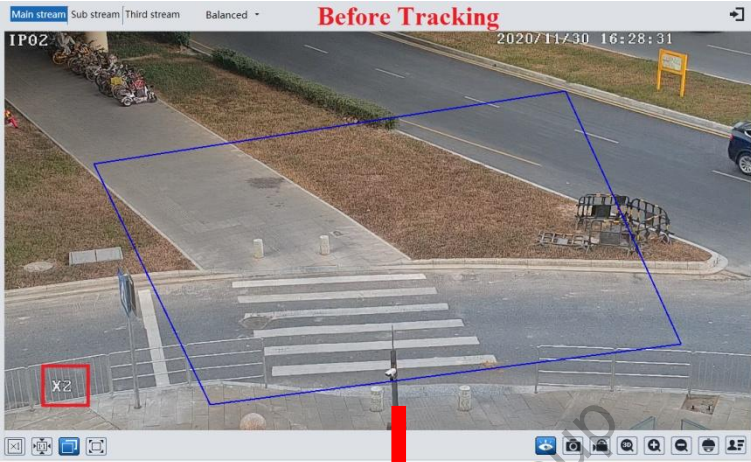 Main stream Sub stream Third stream Balanced Before Tracking
IP02 2020/11/30 16:28:31
X2